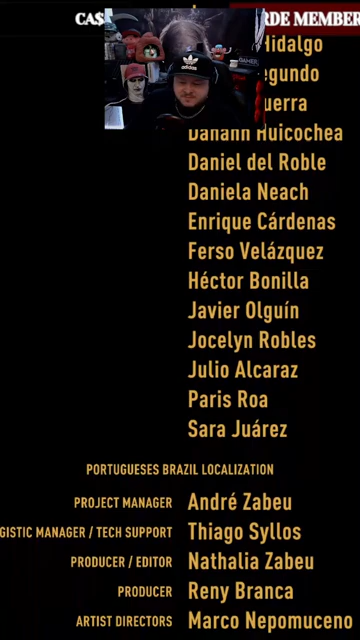 CA$
RDE MEMBER
Hidalgo
egundo
uerra
Danann Huicochea
Daniel del Roble
Daniela Neach
Enrique Cárdenas
Ferso Velázquez
Héctor Bonilla
Javier Olguín
Jocelyn Robles
Julio Alcaraz
Paris Roa
Sara Juárez
PORTUGUESES BRAZIL LOCALIZATION
PROJECT MANAGER André Zabeu
GISTIC MANAGER / TECH SUPPORT Thiago Syllos
PRODUCER / EDITOR Nathalia Zabeu
PRODUCER Reny Branca
ART DIRECTORS Marco Nepomuceno